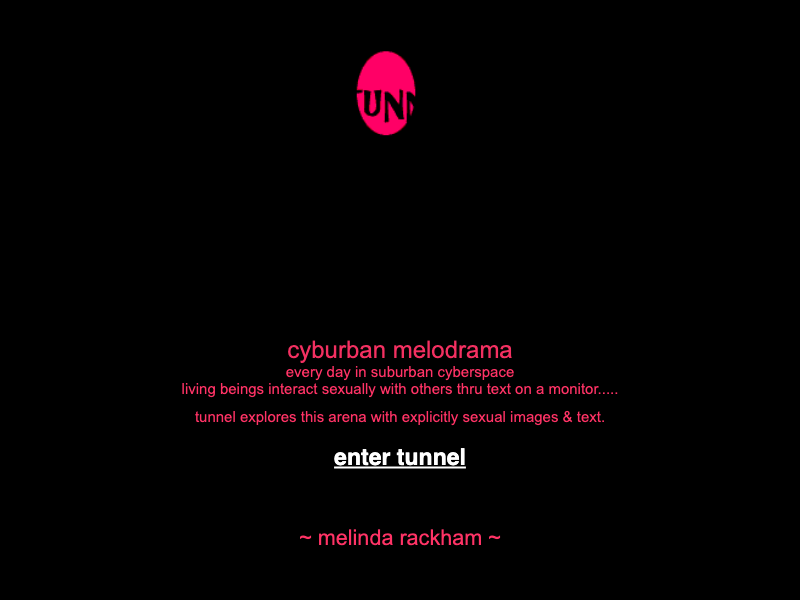 TUNN
cyburban melodrama
every day in suburban cyberspace
living beings interact sexually with others thru text on a monitor.....
tunnel explores this arena with explicitly sexual images & text.
enter tunnel
~ melinda rackham ~